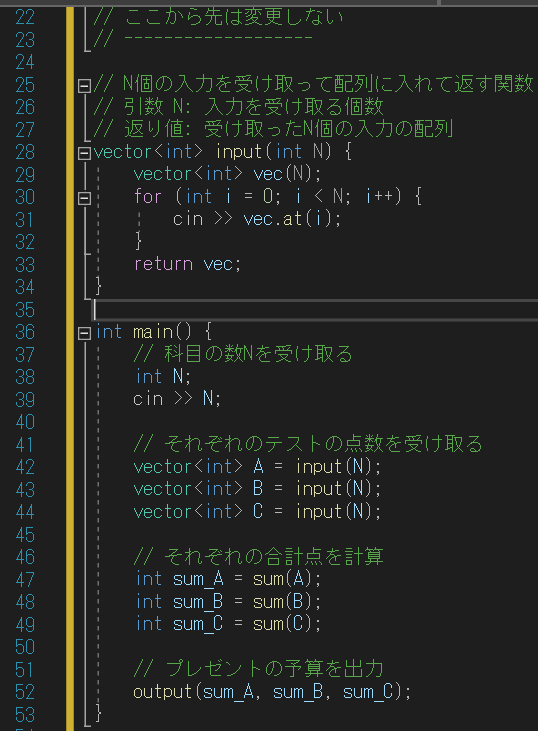 22 // ここから先は変更しない
23 // -------------------
24
25 // N個の入力を受け取って配列に入れて返す関数
26 // 引数 N: 入力を受け取る個数
27 // 返り値: 受け取ったN個の入力の配列
28 vector<int> input(int N) {
29     vector<int> vec(N);
30     for (int i = 0; i < N; i++) {
31         cin >> vec.at(i);
32     }
33     return vec;
34 }
35
36 int main() {
37     // 科目の数Nを受け取る
38     int N;
39     cin >> N;
40
41     // それぞれのテストの点数を受け取る
42     vector<int> A = input(N);
43     vector<int> B = input(N);
44     vector<int> C = input(N);
45
46     // それぞれの合計点を計算
47     int sum_A = sum(A);
48     int sum_B = sum(B);
49     int sum_C = sum(C);
50
51     // プレゼントの予算を出力
52     output(sum_A, sum_B, sum_C);
53 }